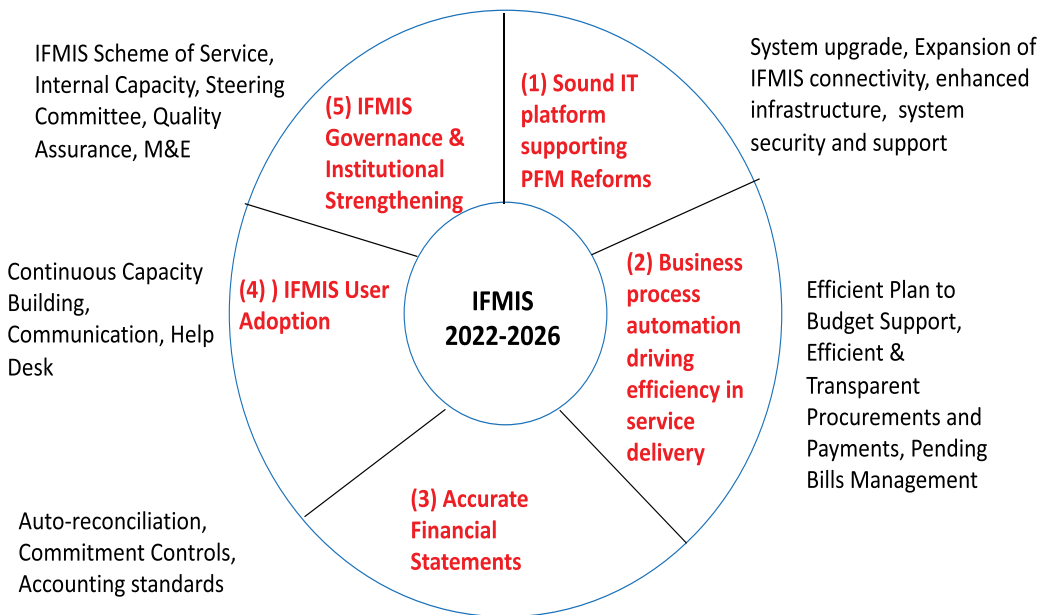 IFMIS Scheme of Service,
Internal Capacity, Steering
Committee, Quality
Assurance, M&E
(5) IFMIS
Governance &
Institutional
Strengthening
(1) Sound IT
platform
supporting
PFM Reforms
System upgrade, Expansion of
IFMIS connectivity, enhanced
infrastructure, system
security and support
Continuous Capacity
Building,
Communication, Help
Desk
(4) ) IFMIS User
Adoption
IFMIS
2022-2026
(2) Business
process
automation
driving
efficiency in
service
delivery
Efficient Plan to
Budget Support,
Efficient &
Transparent
Procurements and
Payments, Pending
Bills Management
Auto-reconciliation,
Commitment Controls,
Accounting standards
(3) Accurate
Financial
Statements